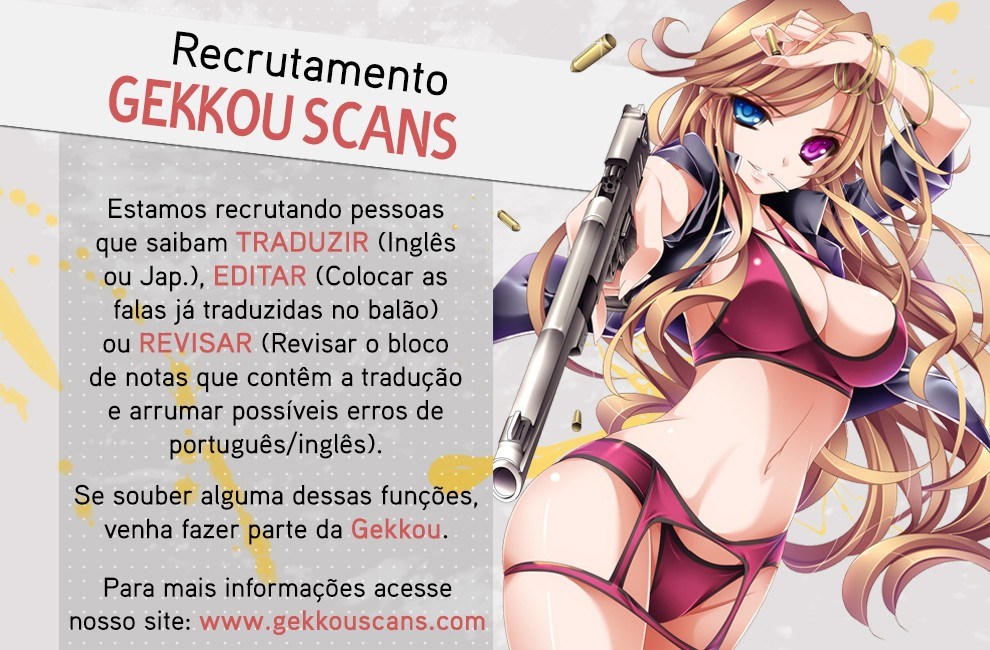 Recrutamento
GEKKOU SCANS
Estamos recrutando pessoas
que saibam TRADUZIR (Inglês
ou Jap.), EDITAR (Colocar as
falas já traduzidas no balão)
ou REVISAR (Revisar o bloco
de notas que contêm a tradução
e arrumar possíveis erros de
português/inglês).
Se souber alguma dessas funções,
venha fazer parte da Gekkou.
Para mais informações acesse
nosso site: www.gekkouscans.com